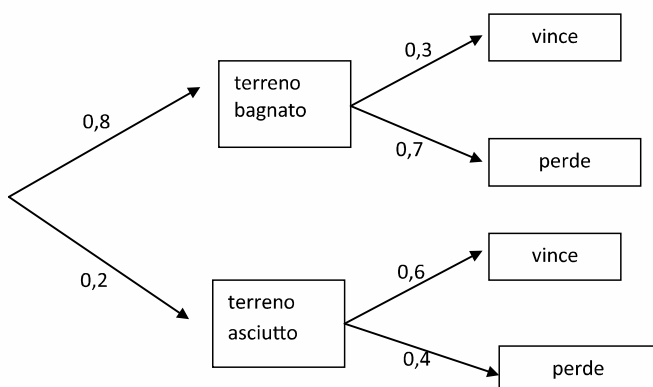 0,3
vince
terreno
bagnato
0,8
0,7
perde
0,2
0,6
vince
terreno
asciutto
0,4
perde